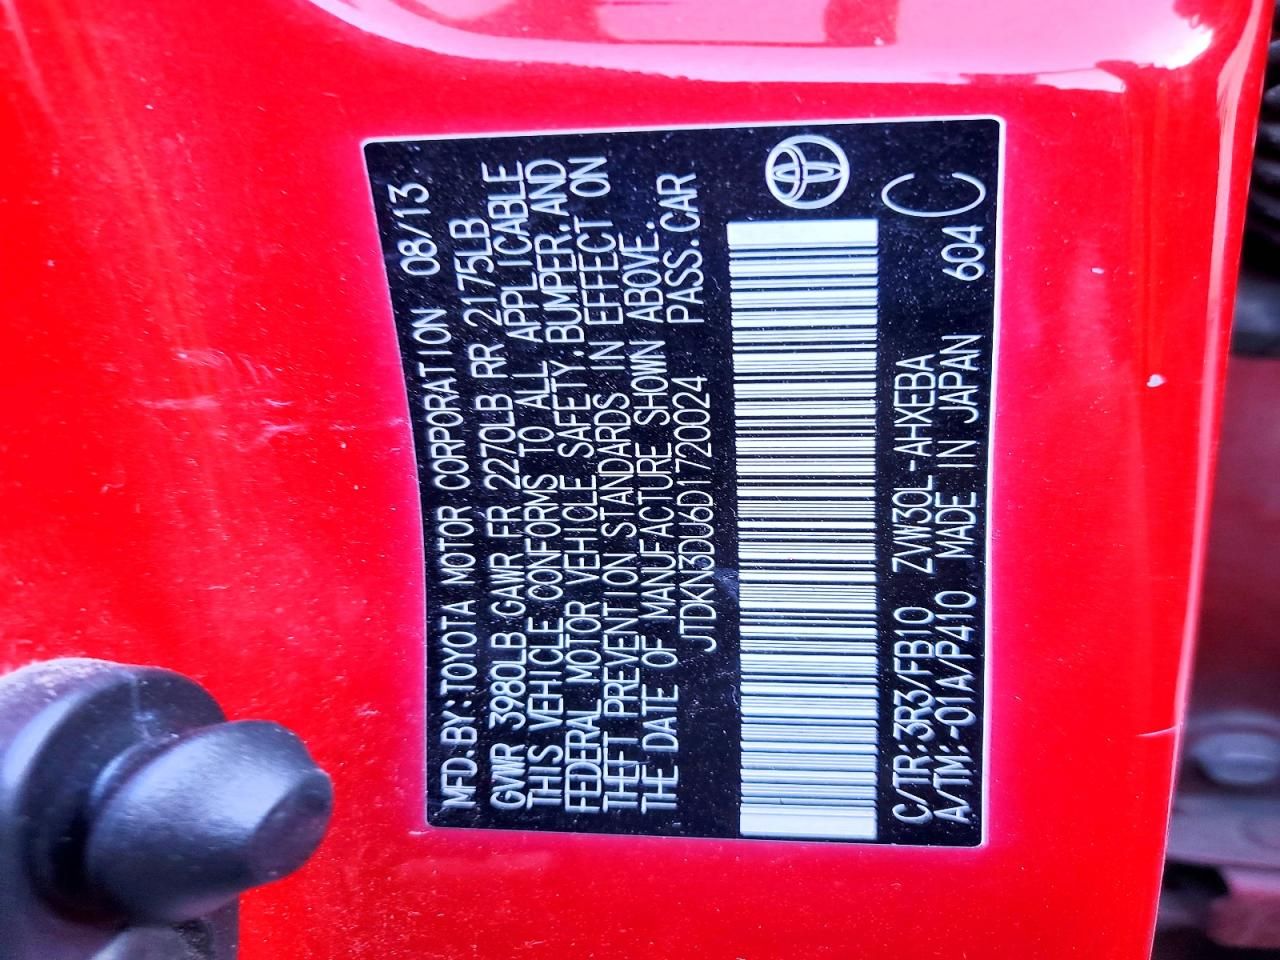 MFD.BY:TOYOTA MOTOR CORPORATION 08/13
GVWR 3980LB GAWR FR 2270LB RR 2175LB
THIS VEHICLE CONFORMS TO ALL APPLICABLE
FEDERAL MOTOR VEHICLE SAFETY,BUMPER,AND
THEFT PREVENTION STANDARDS IN EFFECT ON
THE DATE OF MANUFACTURE SHOWN ABOVE.
JTDKN3DU6D1720024 PASS.CAR
C/TR:3R3/FB10 ZVW30L-AHXEBA C
A/TM:-01A/P410 MADE IN JAPAN 604